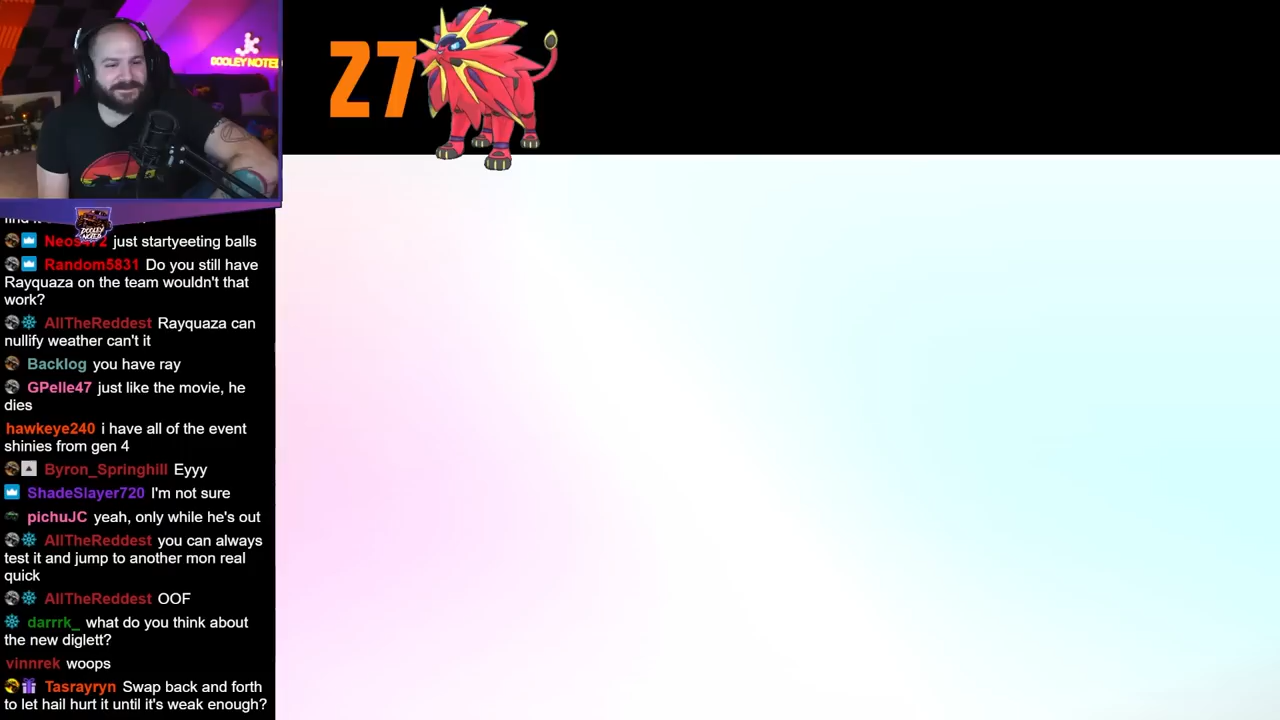 27
DOOLEY NOTED
DOOLEY
NOTED
Neos472 just startyeeting balls
Random5831 Do you still have
Rayquaza on the team wouldn't that
work?
AllTheReddest Rayquaza can
nullify weather can't it
Backlog you have ray
GPelle47 just like the movie, he
dies
hawkeye240 i have all of the event
shinies from gen 4
Byron_Springhill Eyyy
ShadeSlayer720 I'm not sure
pichuJC yeah, only while he's out
AllTheReddest you can always
test it and jump to another mon real
quick
AllTheReddest OOF
darrrk_ what do you think about
the new diglett?
vinnrek woops
Tasrayryn Swap back and forth
to let hail hurt it until it's weak enough?